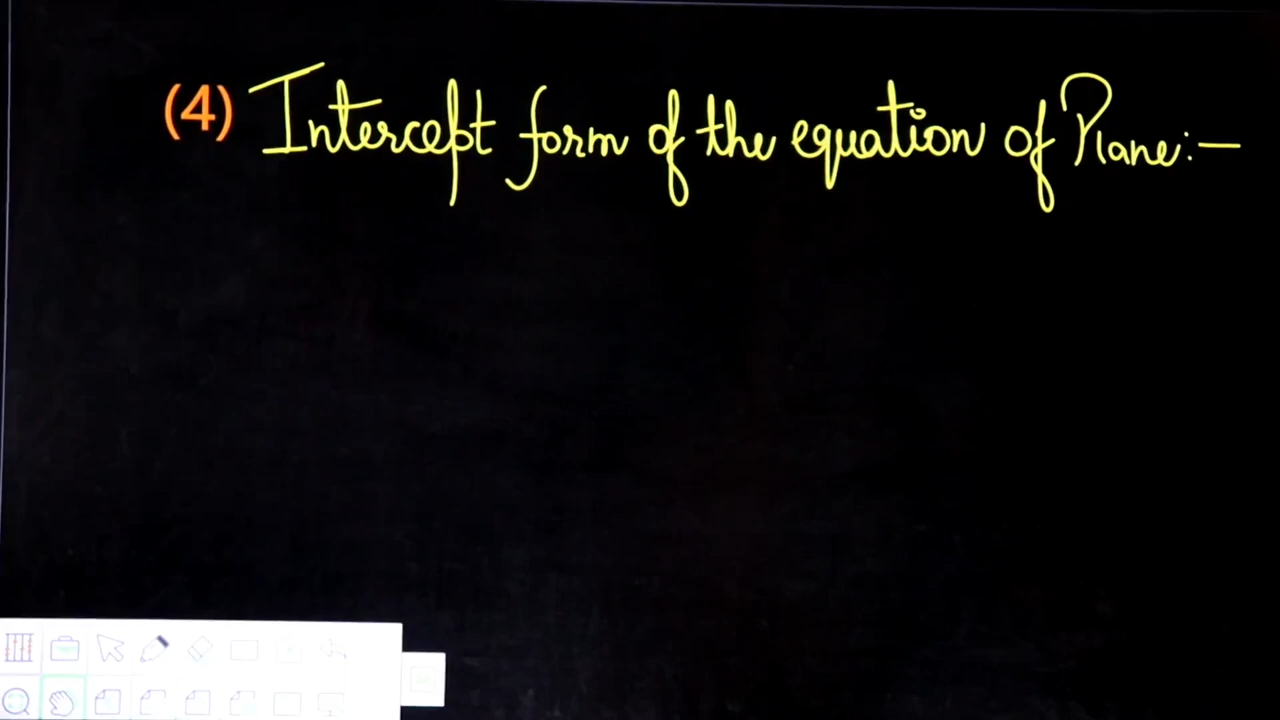 (4) Intercept form of the equation of Plane:-